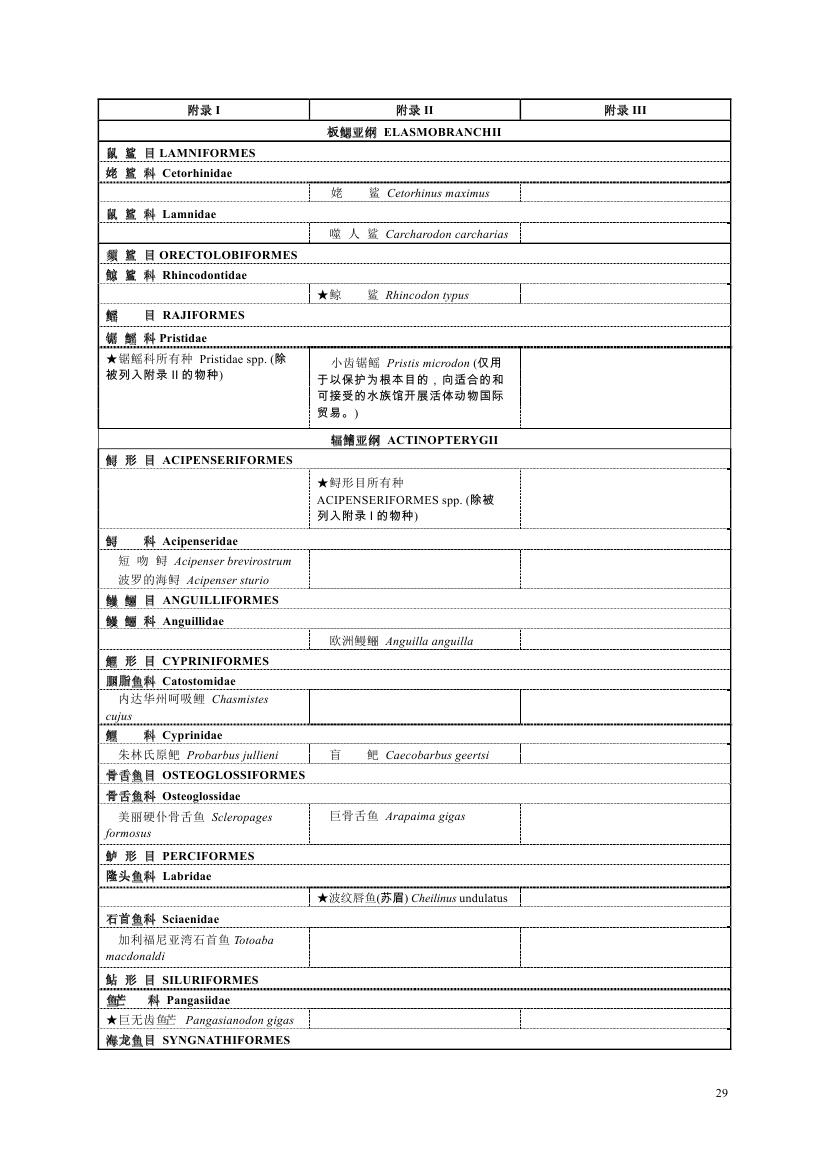 附录 I 附录 II 附录 III
板鳃亚纲 ELASMOBRANCHII
鼠 鲨 目 LAMNIFORMES
姥 鲨 科 Cetorhinidae
姥 鲨 Cetorhinus maximus
鼠 鲨 科 Lamnidae
噬 人 鲨 Carcharodon carcharias
须 鲨 目 ORECTOLOBIFORMES
鲸 鲨 科 Rhincodontidae
★鲸 鲨 Rhincodon typus
鳐 目 RAJIFORMES
锯 鳐 科 Pristidae
★锯鳐科所有种 Pristidae spp. (除
被列入附录 II 的物种)
小齿锯鳐 Pristis microdon (仅用
于以保护为根本目的，向适合的和
可接受的水族馆开展活体动物国际
贸易。)
辐鳍亚纲 ACTINOPTERYGII
鲟 形 目 ACIPENSERIFORMES
★鲟形目所有种
ACIPENSERIFORMES spp. (除被
列入附录 I 的物种)
鲟 科 Acipenseridae
短 吻 鲟 Acipenser brevirostrum
波罗的海鲟 Acipenser sturio
鳗 鲡 目 ANGUILLIFORMES
鳗 鲡 科 Anguillidae
欧洲鳗鲡 Anguilla anguilla
鲤 形 目 CYPRINIFORMES
胭脂鱼科 Catostomidae
内达华州呵吸鲤 Chasmistes
cujus
鲤 科 Cyprinidae
朱林氏原鲃 Probarbus jullieni 盲 鲃 Caecobarbus geertsi
骨舌鱼目 OSTEOGLOSSIFORMES
骨舌鱼科 Osteoglossidae
美丽硬仆骨舌鱼 Scleropages
formosus
巨骨舌鱼 Arapaima gigas
鲈 形 目 PERCIFORMES
隆头鱼科 Labridae
★波纹唇鱼(苏眉) Cheilinus undulatus
石首鱼科 Sciaenidae
加利福尼亚湾石首鱼 Totoaba
macdonaldi
鲇 形 目 SILURIFORMES
鱼芒 科 Pangasiidae
★巨无齿鱼芒 Pangasianodon gigas
海龙鱼目 SYNGNATHIFORMES
29